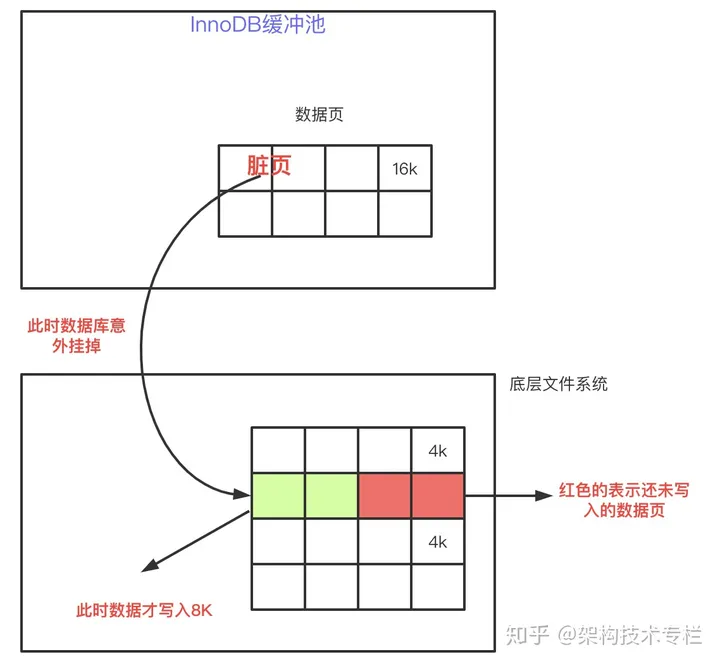 InnoDB缓冲池
数据页
脏页
16k
此时数据库意
外挂掉
底层文件系统
4k
红色的表示还未写
入的数据页
4k
此时数据才写入8K
知乎 @架构技术专栏